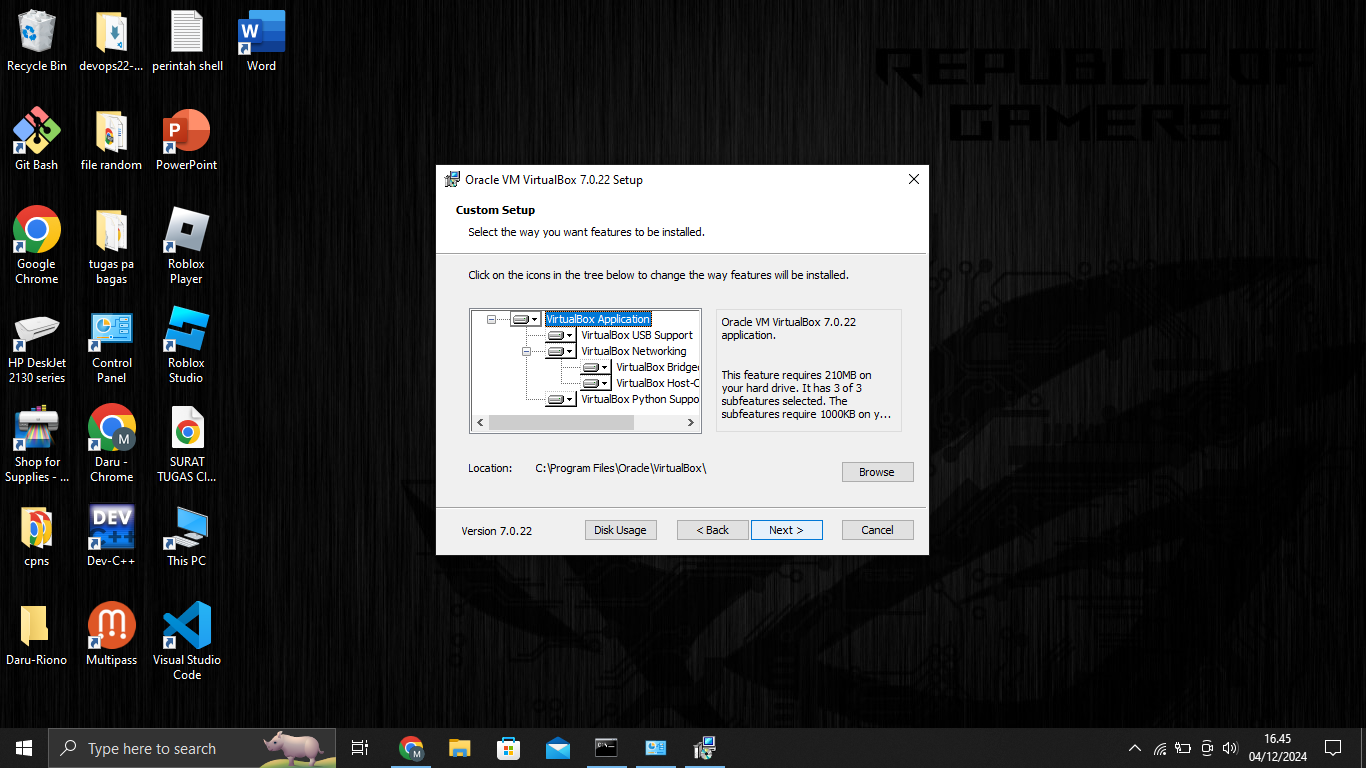 Recycle Bin
devops22-...
perintah shell
Word
REPUBLIC OF
GAMERS
Git Bash
file random
PowerPoint
Google
Chrome
tugas pa
bagas
Roblox
Player
HP DeskJet
2130 series
Control
Panel
Roblox
Studio
Shop for
Supplies - ...
M
Daru -
Chrome
SURAT
TUGAS CI...
cpns
DEV
C++
Dev-C++
This PC
Daru-Riono
Multipass
Visual Studio
Code
Oracle VM VirtualBox 7.0.22 Setup
Custom Setup
Select the way you want features to be installed.
Click on the icons in the tree below to change the way features will be installed.
VirtualBox Application
VirtualBox USB Support
VirtualBox Networking
VirtualBox Bridged
VirtualBox Host-O
VirtualBox Python Suppo
Oracle VM VirtualBox 7.0.22
application.
This feature requires 210MB on
your hard drive. It has 3 of 3
subfeatures selected. The
subfeatures require 1000KB on y...
Location:
C:\Program Files\Oracle\VirtualBox\
Browse
Version 7.0.22
Disk Usage
< Back
Next >
Cancel
Type here to search
M
16.45
04/12/2024